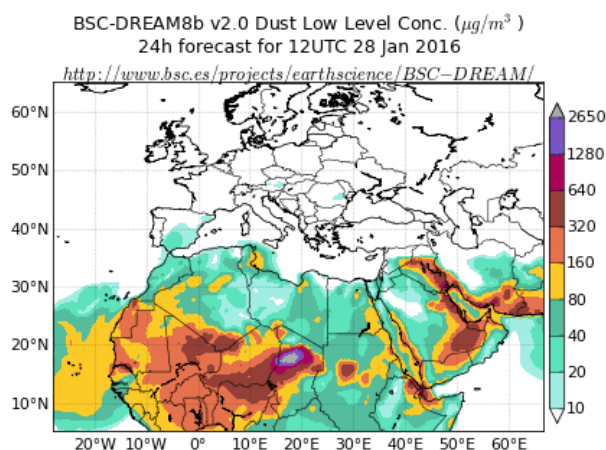 BSC-DREAM8b v2.0 Dust Low Level Conc. (μg/m³ )
24h forecast for 12UTC 28 Jan 2016
http://www.bsc.es/projects/earthscience/BSC−DREAM/
60°N
50°N
40°N
30°N
20°N
10°N
20°W 10°W 0° 10°E 20°E 30°E 40°E 50°E 60°E
2650
1280
640
320
160
80
40
20
10